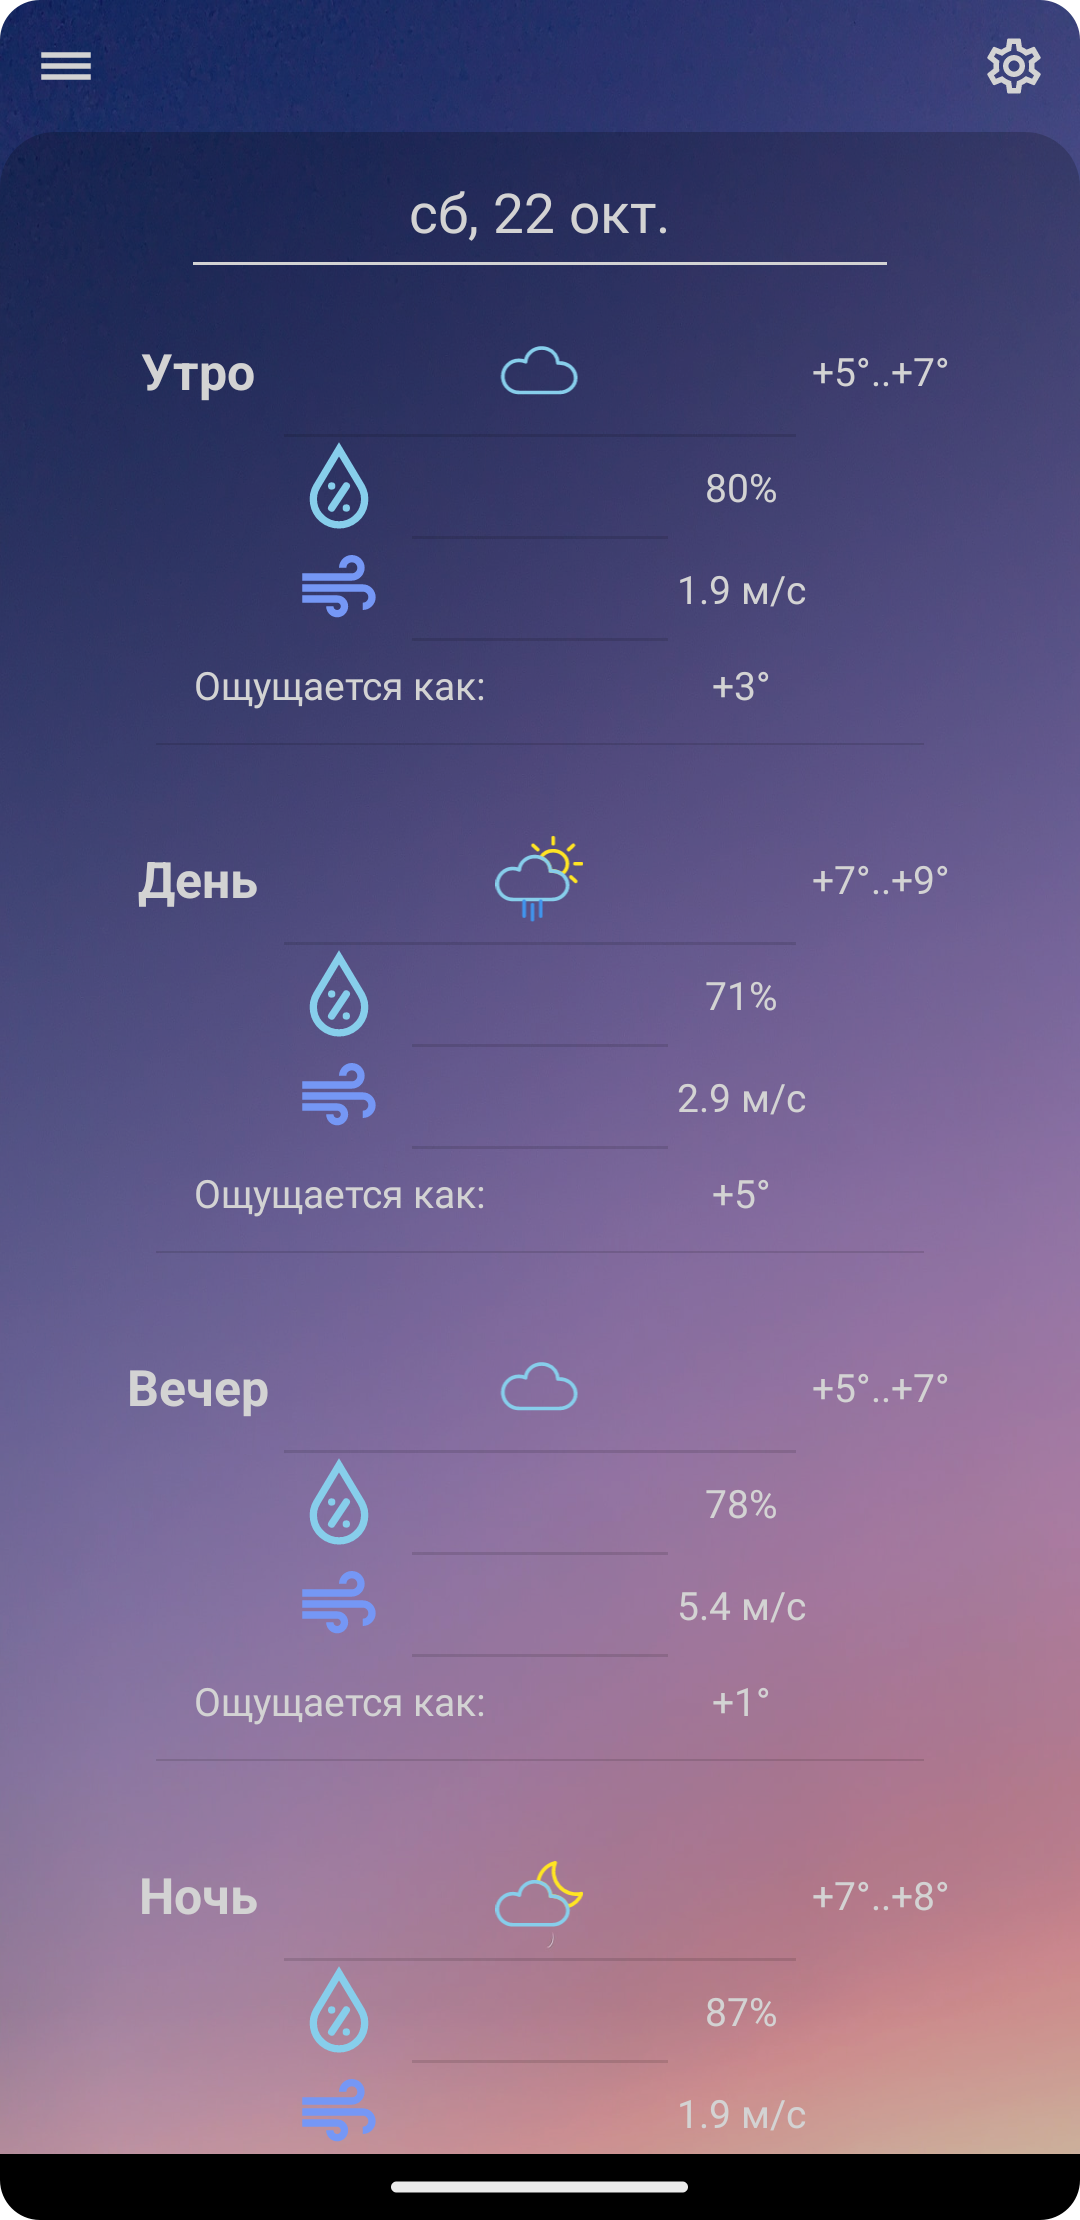 сб, 22 окт.
Утро +5°..+7°
80%
1.9 м/с
Ощущается как: +3°
День +7°..+9°
71%
2.9 м/с
Ощущается как: +5°
Вечер +5°..+7°
78%
5.4 м/с
Ощущается как: +1°
Ночь +7°..+8°
87%
1.9 м/с